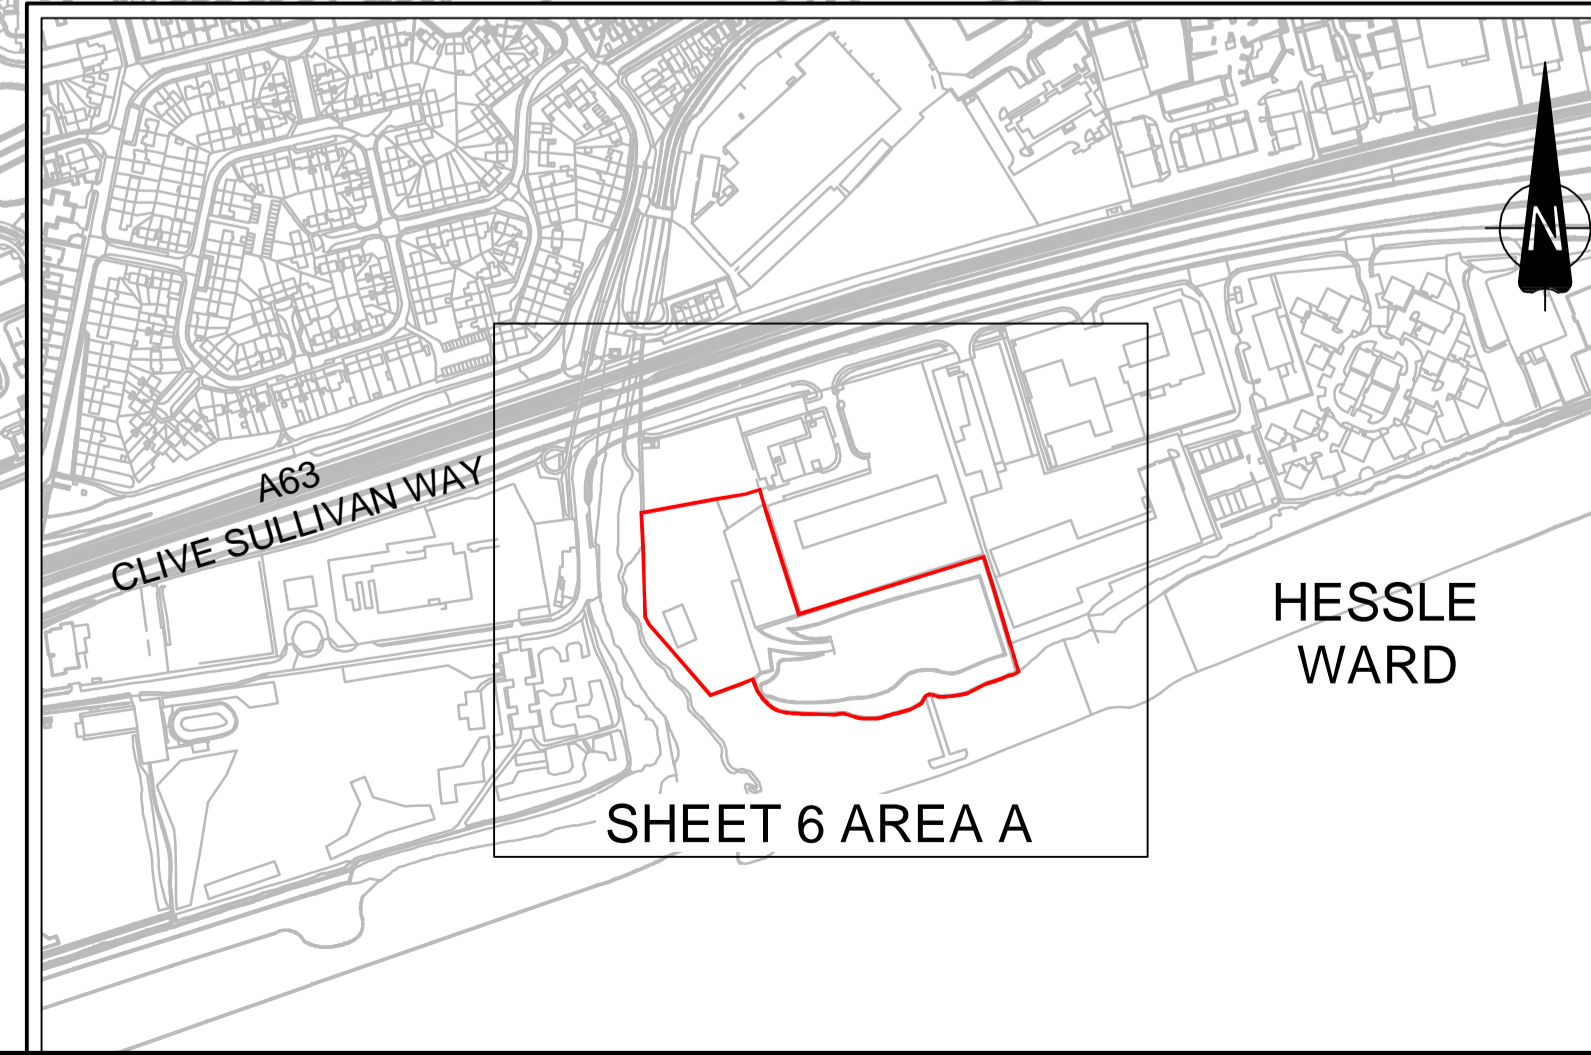 N
A63
CLIVE SULLIVAN WAY
HESSLE
WARD
SHEET 6 AREA A